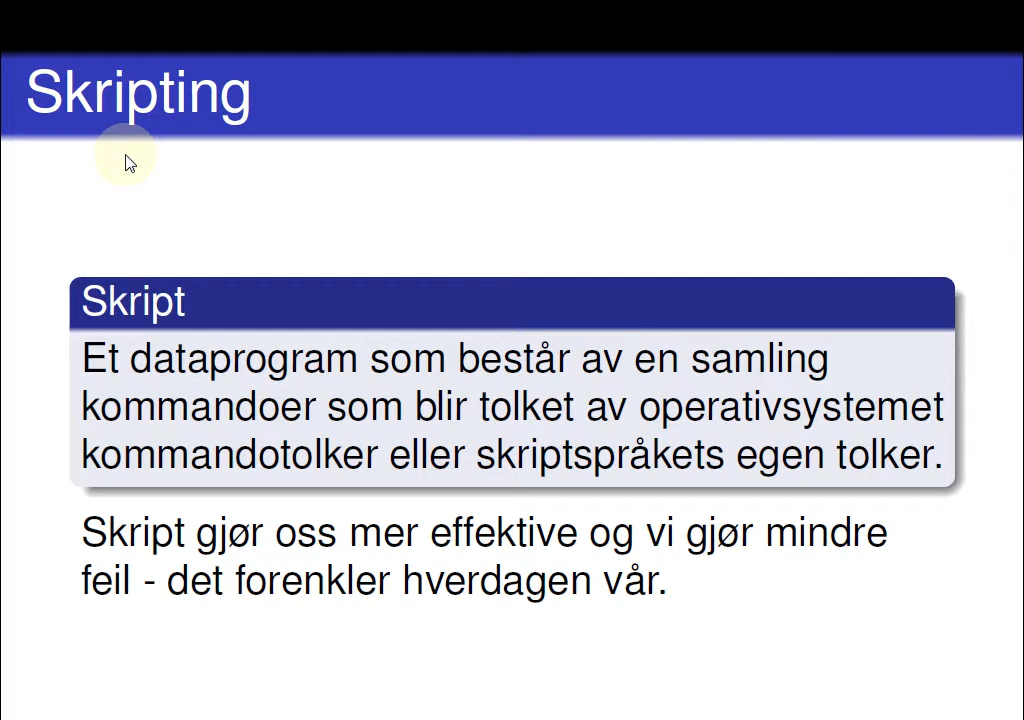 Skripting
Skript
Et dataprogram som består av en samling
kommandoer som blir tolket av operativsystemet
kommandotolker eller skriptspråkets egen tolker.
Skript gjør oss mer effektive og vi gjør mindre
feil - det forenkler hverdagen vår.